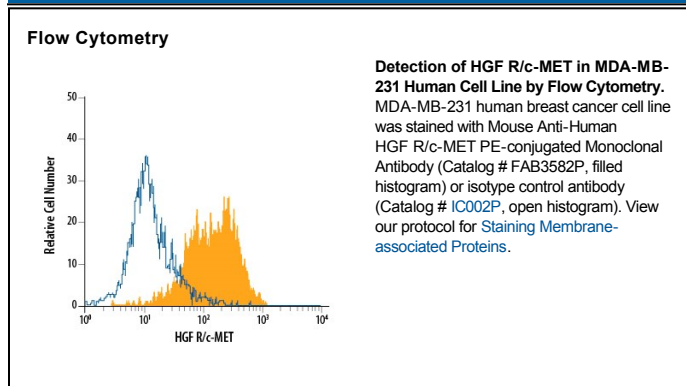 Flow Cytometry
Detection of HGF R/c-MET in MDA-MB-
231 Human Cell Line by Flow Cytometry.
MDA-MB-231 human breast cancer cell line
was stained with Mouse Anti-Human
HGF R/c-MET PE-conjugated Monoclonal
Antibody (Catalog # FAB3582P, filled
histogram) or isotype control antibody
(Catalog # IC002P, open histogram). View
our protocol for Staining Membrane-
associated Proteins.
Relative Cell Number
50
40
30
20
10
0
10⁰ 10¹ 10² 10³ 10⁴
HGF R/c-MET